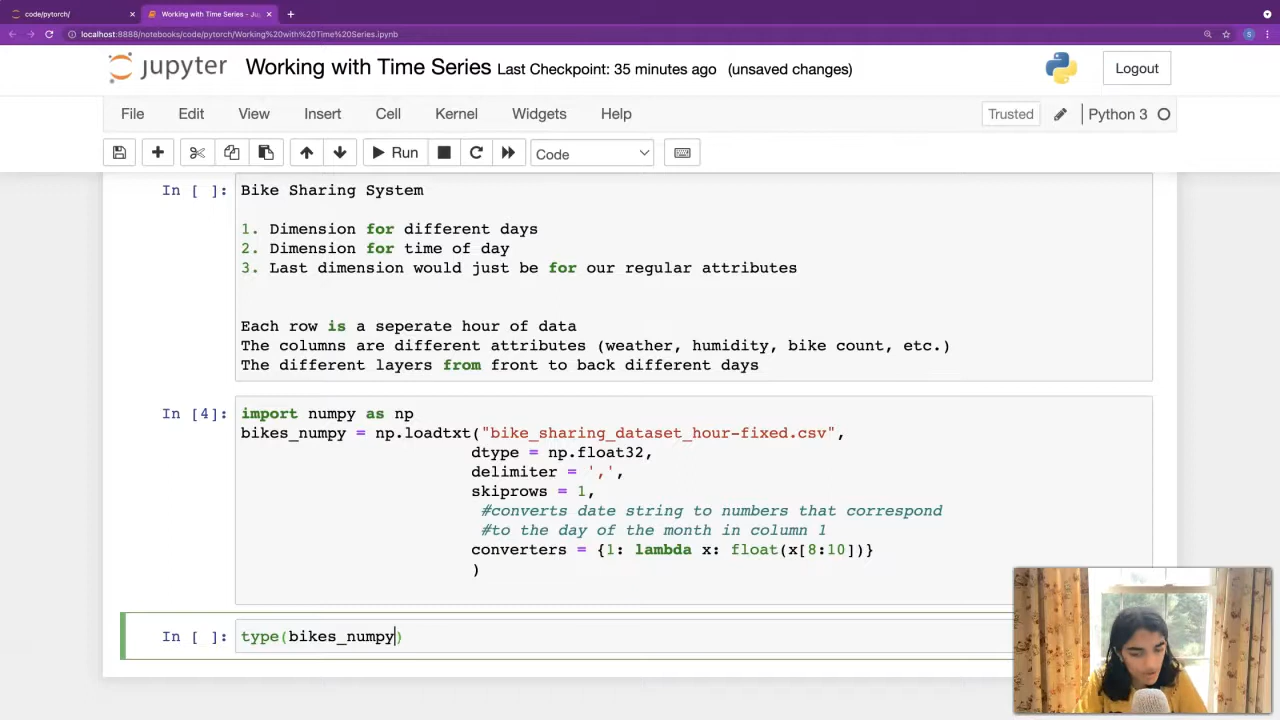 code/pytorch/
Working with Time Series - Ju
localhost:8888/notebooks/code/pytorch/Working%20with%20Time%20Series.ipynb
S
jupyter Working with Time Series Last Checkpoint: 35 minutes ago (unsaved changes)
Logout
File Edit View Insert Cell Kernel Widgets Help
Trusted Python 3
Run Code
In [ ]: Bike Sharing System
1. Dimension for different days
2. Dimension for time of day
3. Last dimension would just be for our regular attributes
Each row is a seperate hour of data
The columns are different attributes (weather, humidity, bike count, etc.)
The different layers from front to back different days
In [4]: import numpy as np
bikes_numpy = np.loadtxt("bike_sharing_dataset_hour-fixed.csv",
dtype = np.float32,
delimiter = ',',
skiprows = 1,
#converts date string to numbers that correspond
#to the day of the month in column 1
converters = {1: lambda x: float(x[8:10])}
)
In [ ]: type(bikes_numpy)